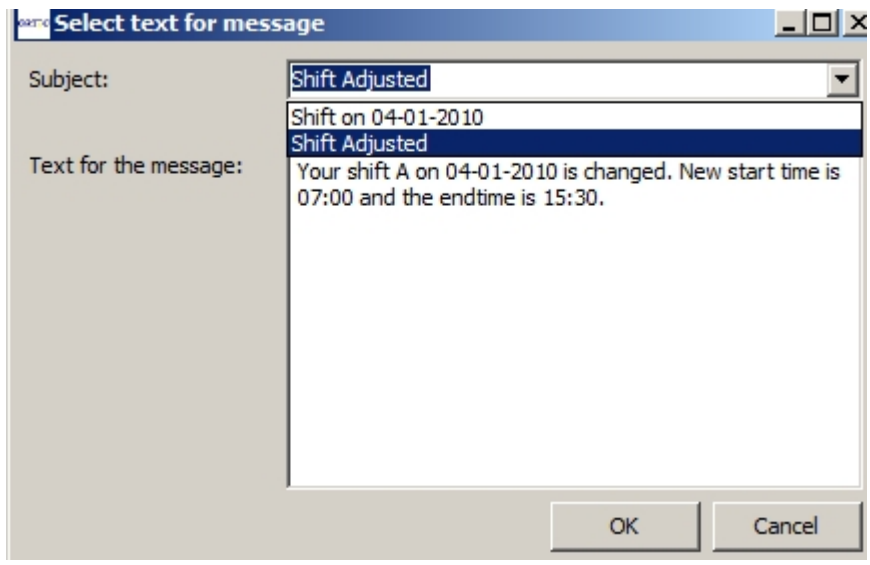 Select text for message
Subject:
Shift Adjusted
Shift on 04-01-2010
Shift Adjusted
Text for the message:
Your shift A on 04-01-2010 is changed. New start time is
07:00 and the endtime is 15:30.
OK
Cancel